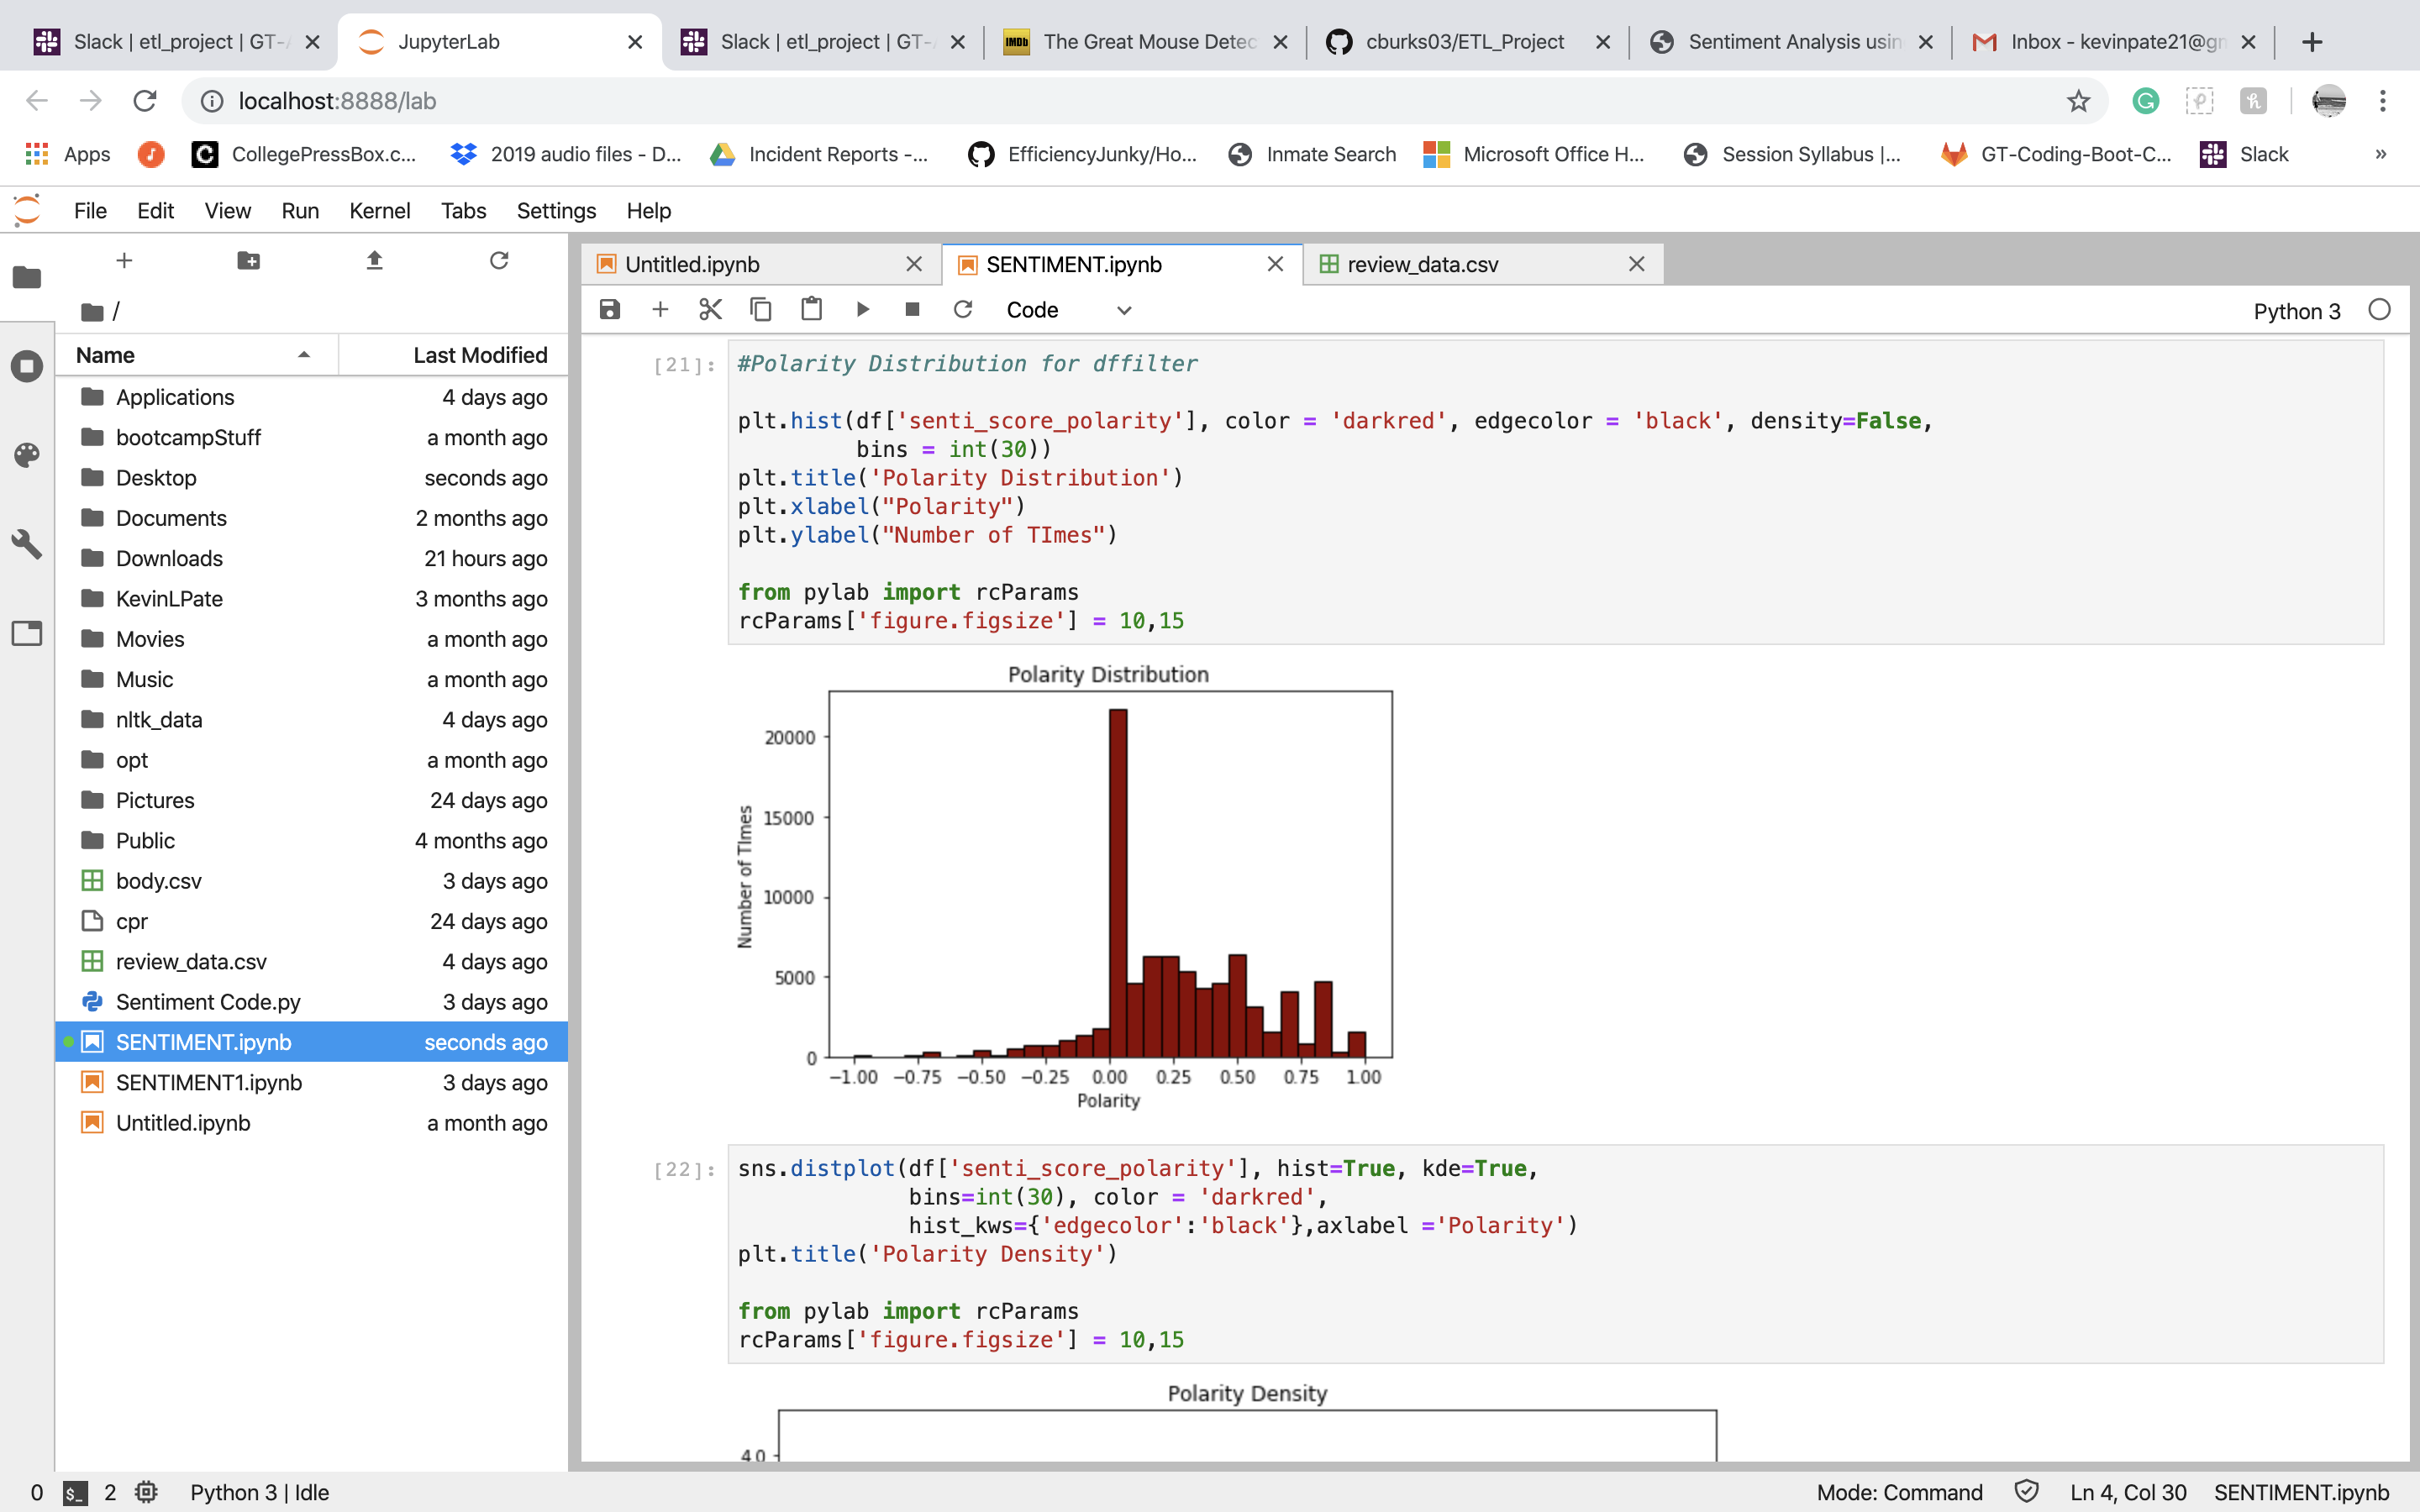 Slack | etl_project | GT-A
JupyterLab
Slack | etl_project | GT-A
IMDb
The Great Mouse Detec
cburks03/ETL_Project
Sentiment Analysis usin
Inbox - kevinpate21@gm
localhost:8888/lab
Apps
CollegePressBox.c...
2019 audio files - D...
Incident Reports -...
EfficiencyJunky/Ho...
Inmate Search
Microsoft Office H...
Session Syllabus |...
GT-Coding-Boot-C...
Slack
»
File Edit View Run Kernel Tabs Settings Help
/
Name Last Modified
Applications 4 days ago
bootcampStuff a month ago
Desktop seconds ago
Documents 2 months ago
Downloads 21 hours ago
KevinLPate 3 months ago
Movies a month ago
Music a month ago
nltk_data 4 days ago
opt a month ago
Pictures 24 days ago
Public 4 months ago
body.csv 3 days ago
cpr 24 days ago
review_data.csv 4 days ago
Sentiment Code.py 3 days ago
SENTIMENT.ipynb seconds ago
SENTIMENT1.ipynb 3 days ago
Untitled.ipynb a month ago
Untitled.ipynb
SENTIMENT.ipynb
review_data.csv
Code
Python 3
[21]:
#Polarity Distribution for dffilter
plt.hist(df['senti_score_polarity'], color = 'darkred', edgecolor = 'black', density=False,
bins = int(30))
plt.title('Polarity Distribution')
plt.xlabel("Polarity")
plt.ylabel("Number of TImes")
from pylab import rcParams
rcParams['figure.figsize'] = 10,15
Polarity Distribution
20000
15000
10000
5000
0
Number of TImes
−1.00 −0.75 −0.50 −0.25 0.00 0.25 0.50 0.75 1.00
Polarity
[22]:
sns.distplot(df['senti_score_polarity'], hist=True, kde=True,
bins=int(30), color = 'darkred',
hist_kws={'edgecolor':'black'},axlabel ='Polarity')
plt.title('Polarity Density')
from pylab import rcParams
rcParams['figure.figsize'] = 10,15
Polarity Density
4.0
0 $_ 2 Python 3 | Idle
Mode: Command Ln 4, Col 30 SENTIMENT.ipynb